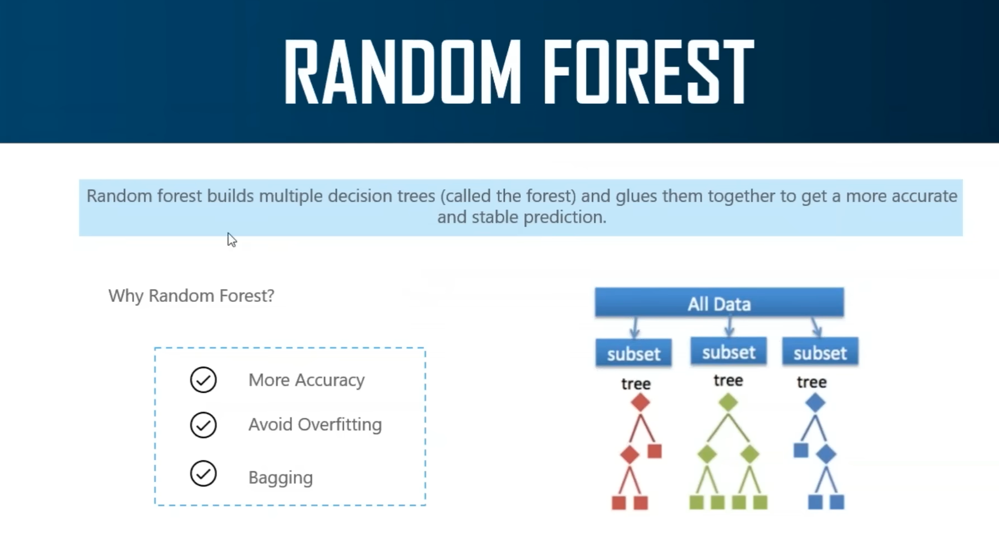 RANDOM FOREST
Random forest builds multiple decision trees (called the forest) and glues them together to get a more accurate
and stable prediction.
Why Random Forest?
More Accuracy
Avoid Overfitting
Bagging
All Data
subset subset subset
tree tree tree